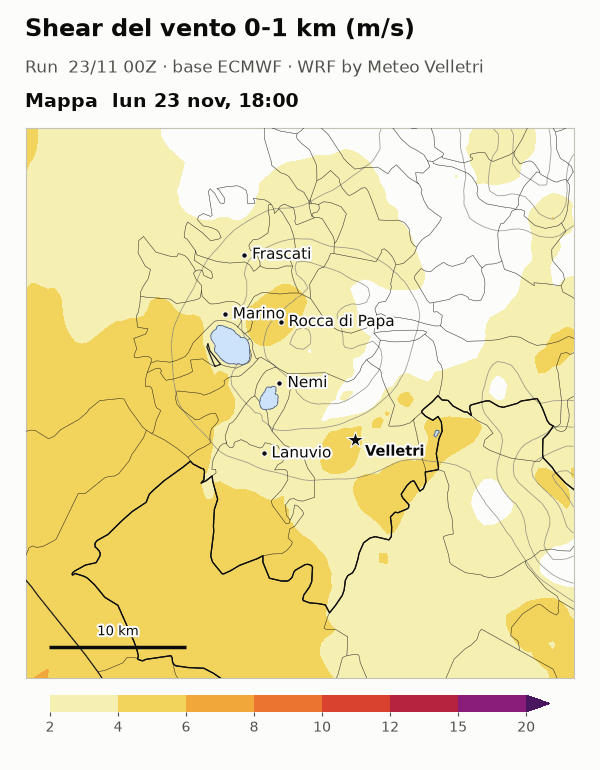 Shear del vento 0-1 km (m/s)
Run  23/11 00Z · base ECMWF · WRF by Meteo Velletri
Mappa  lun 23 nov, 18:00
Frascati
Marino
Rocca di Papa
Nemi
Velletri
Lanuvio
10 km
2 4 6 8 10 12 15 20